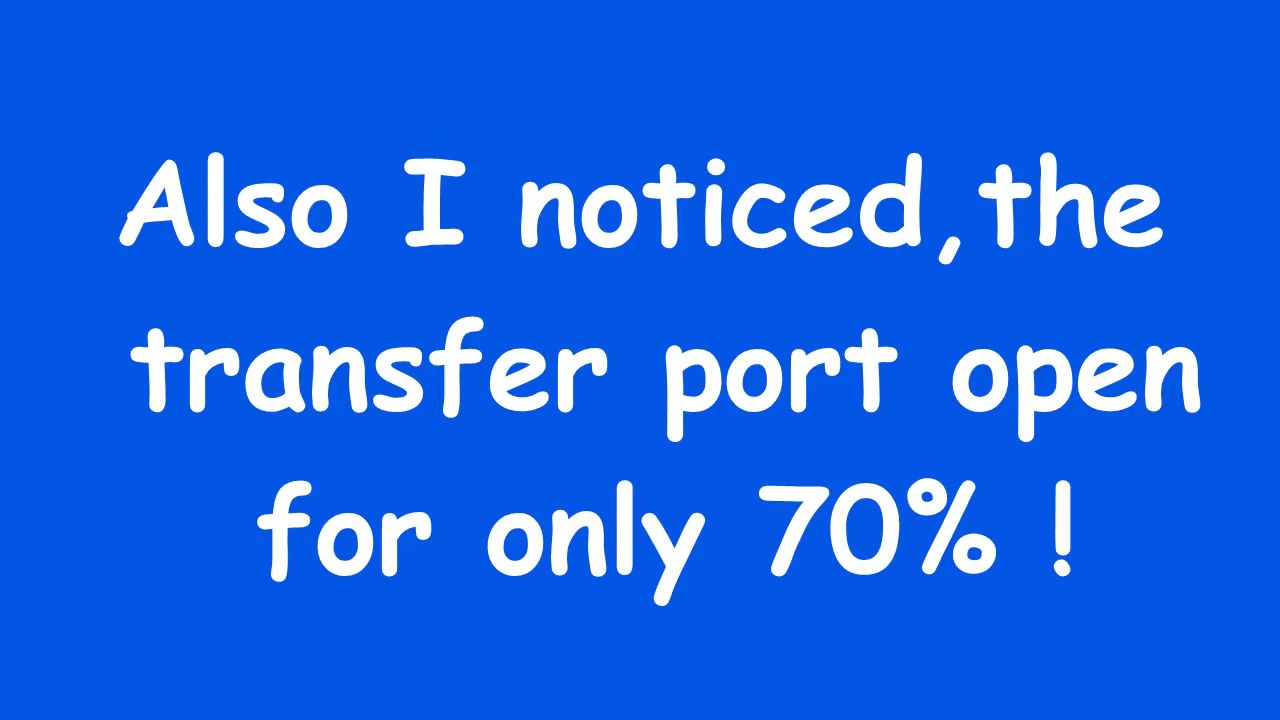 Also I noticed,the
transfer port open
for only 70% !